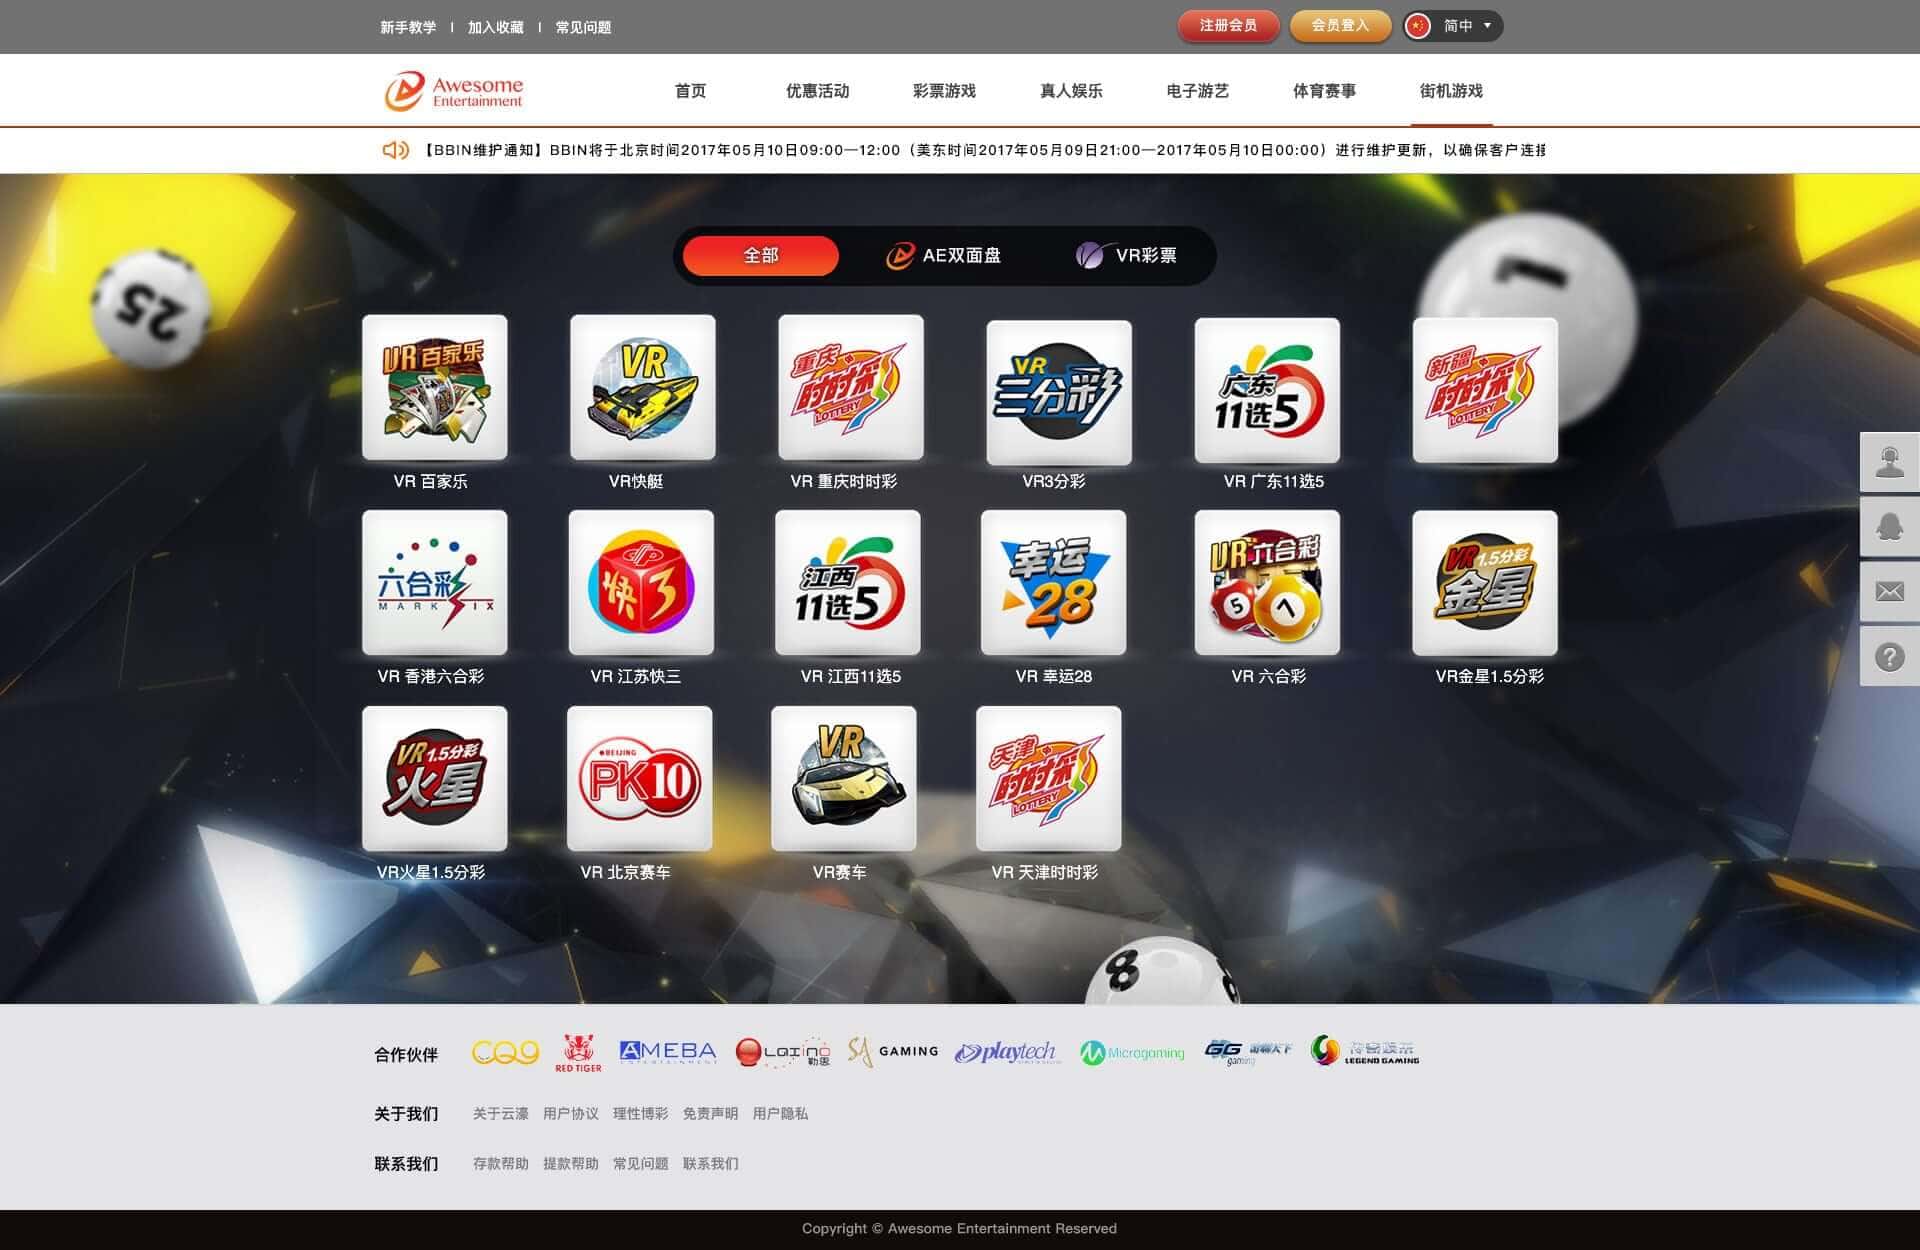 新手教学 | 加入收藏 | 常见问题
注册会员 会员登入 简中
Awesome
Entertainment
首页 优惠活动 彩票游戏 真人娱乐 电子游艺 体育赛事 街机游戏
【BBIN维护通知】BBIN将于北京时间2017年05月10日09:00—12:00（美东时间2017年05月09日21:00—2017年05月10日00:00）进行维护更新，以确保客户连接
25
1
全部 AE双面盘 VR彩票
VR百家乐
VR
重庆时时彩 LOTTERY
VR三分彩
广东11选5
新疆时时彩 LOTTERY
VR 百家乐 VR快艇 VR 重庆时时彩 VR3分彩 VR 广东11选5
六合彩 MARK SIX
快3
江西11选5
幸运28
VR六合彩 5 7
VR1.5分彩 金星
VR 香港六合彩 VR 江苏快三 VR 江西11选5 VR 幸运28 VR 六合彩 VR金星1.5分彩
VR1.5分彩 火星
BEIJING PK10
VR
天津时时彩 LOTTERY
VR火星1.5分彩 VR 北京赛车 VR赛车 VR 天津时时彩
8
合作伙伴 CQ9 RED TIGER AMEBA ENTERTAINMENT LQINO 勒思 SA GAMING playtech Microgaming GG gaming LEGEND GAMING
关于我们 关于云濠 用户协议 理性博彩 免责声明 用户隐私
联系我们 存款帮助 提款帮助 常见问题 联系我们
Copyright © Awesome Entertainment Reserved